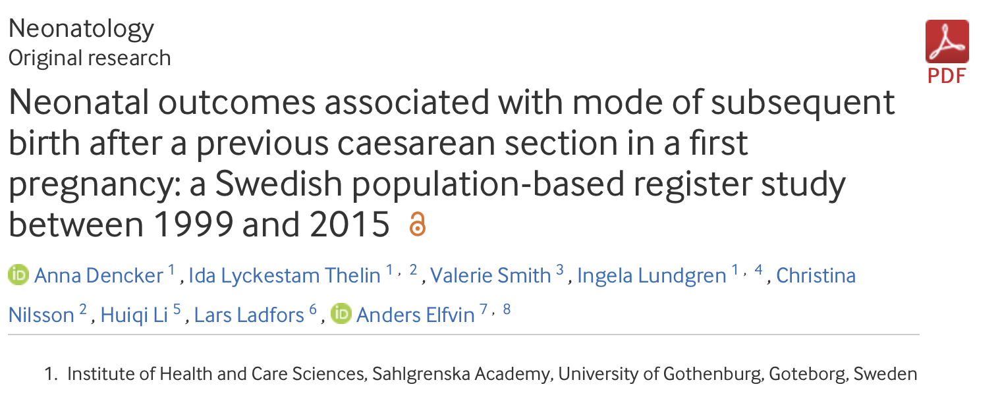 Neonatology
Original research
PDF
Neonatal outcomes associated with mode of subsequent
birth after a previous caesarean section in a first
pregnancy: a Swedish population-based register study
between 1999 and 2015
iD Anna Dencker 1 , Ida Lyckestam Thelin 1 , 2 , Valerie Smith 3 , Ingela Lundgren 1 , 4 , Christina
Nilsson 2 , Huiqi Li 5 , Lars Ladfors 6 , iD Anders Elfvin 7 , 8
1. Institute of Health and Care Sciences, Sahlgrenska Academy, University of Gothenburg, Goteborg, Sweden